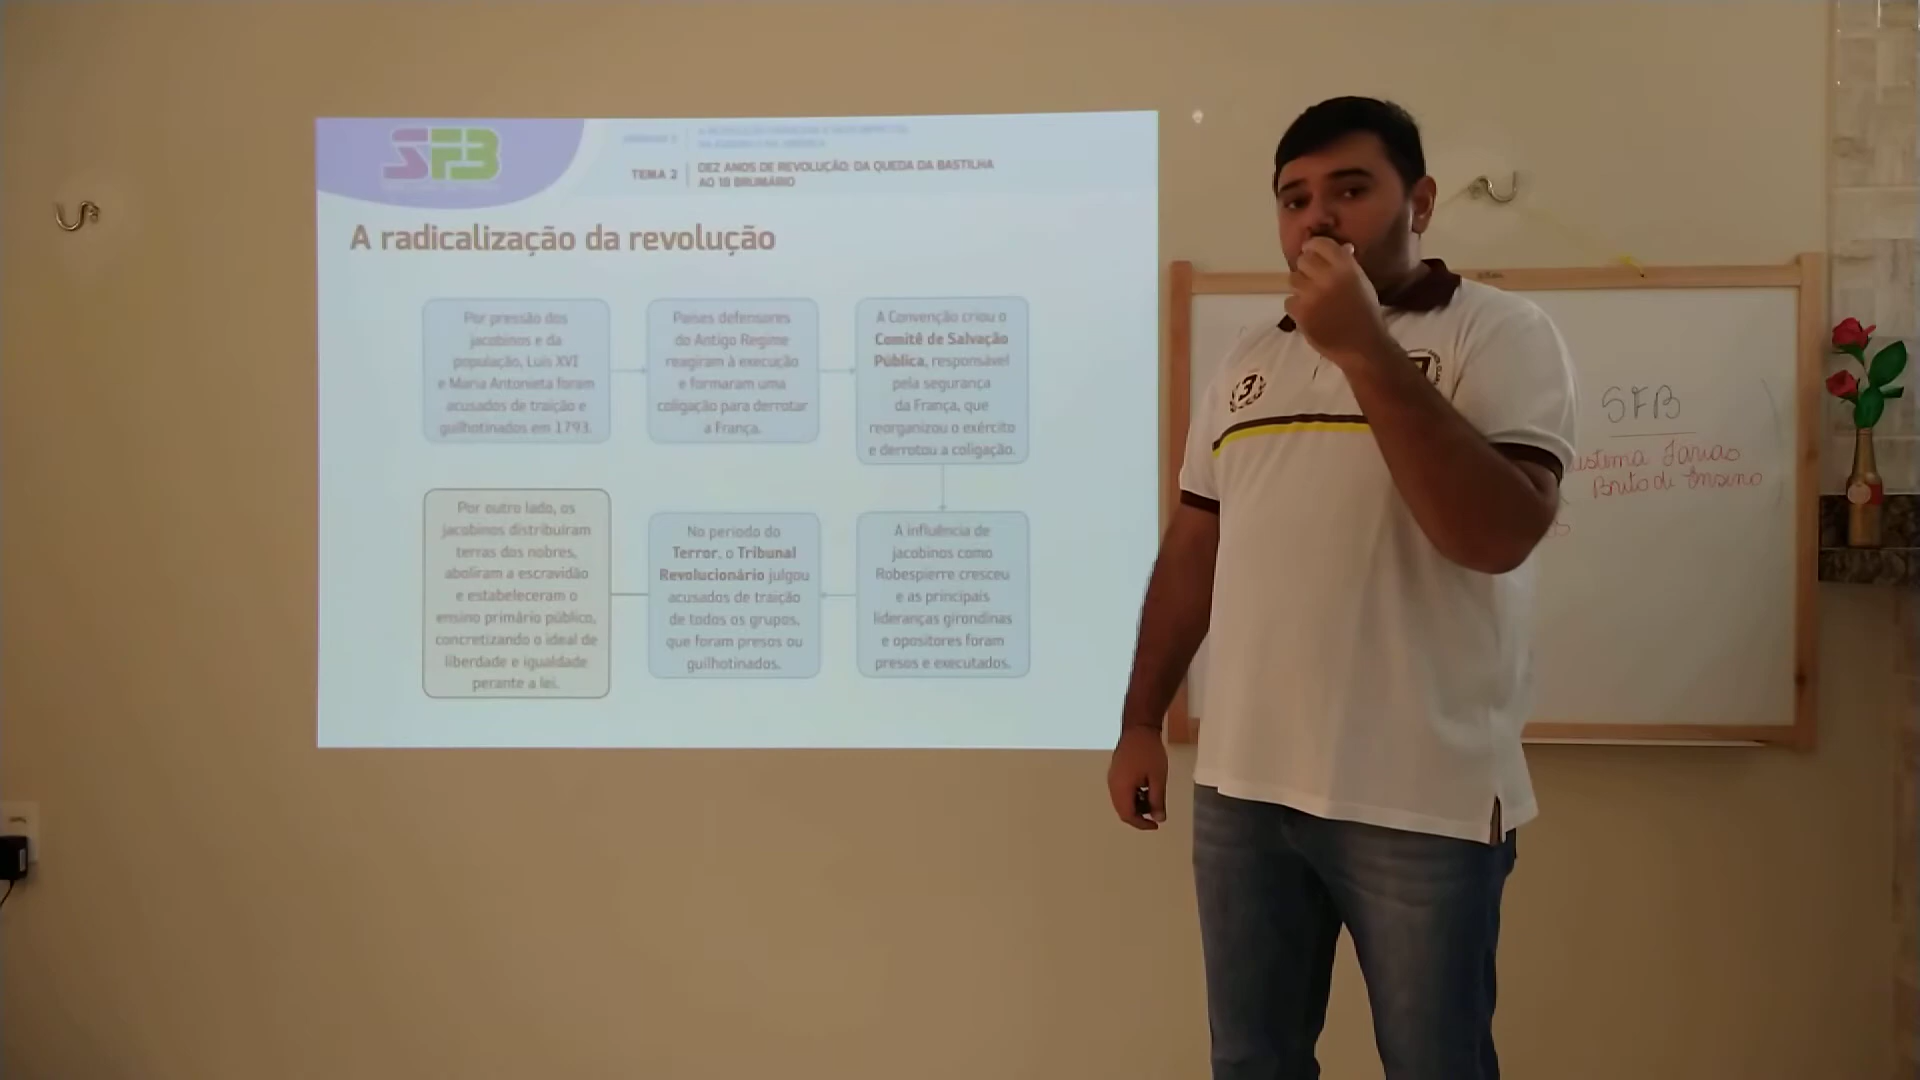 SFB
TEMA 2
DEZ ANOS DE REVOLUÇÃO: DA QUEDA DA BASTILHA
AO 18 BRUMÁRIO
A radicalização da revolução
Por pressão dos
jacobinos e da
população, Luís XVI
e Maria Antonieta foram
acusados de traição e
guilhotinados em 1793.
Países defensores
do Antigo Regime
reagiram à execução
e formaram uma
coligação para derrotar
a França.
A Convenção criou o
Comitê de Salvação
Pública, responsável
pela segurança
da França, que
reorganizou o exército
e derrotou a coligação.
A influência de
jacobinos como
Robespierre cresceu
e as principais
lideranças girondinas
e opositores foram
presos e executados.
No período do
Terror, o Tribunal
Revolucionário julgou
acusados de traição
de todos os grupos,
que foram presos ou
guilhotinados.
Por outro lado, os
jacobinos distribuíram
terras dos nobres,
aboliram a escravidão
e estabeleceram o
ensino primário público,
concretizando o ideal de
liberdade e igualdade
perante a lei.
3
SFB
Farias
Brito de Ensino